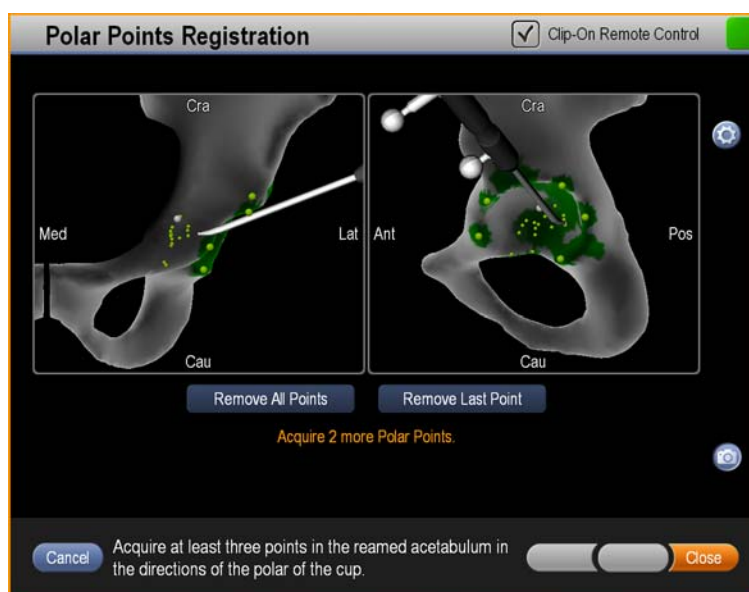 Polar Points Registration
Clip-On Remote Control
Cra
Med
Lat
Cau
Cra
Ant
Pos
Cau
Remove All Points
Remove Last Point
Acquire 2 more Polar Points.
Cancel
Acquire at least three points in the reamed acetabulum in
the directions of the polar of the cup.
Close